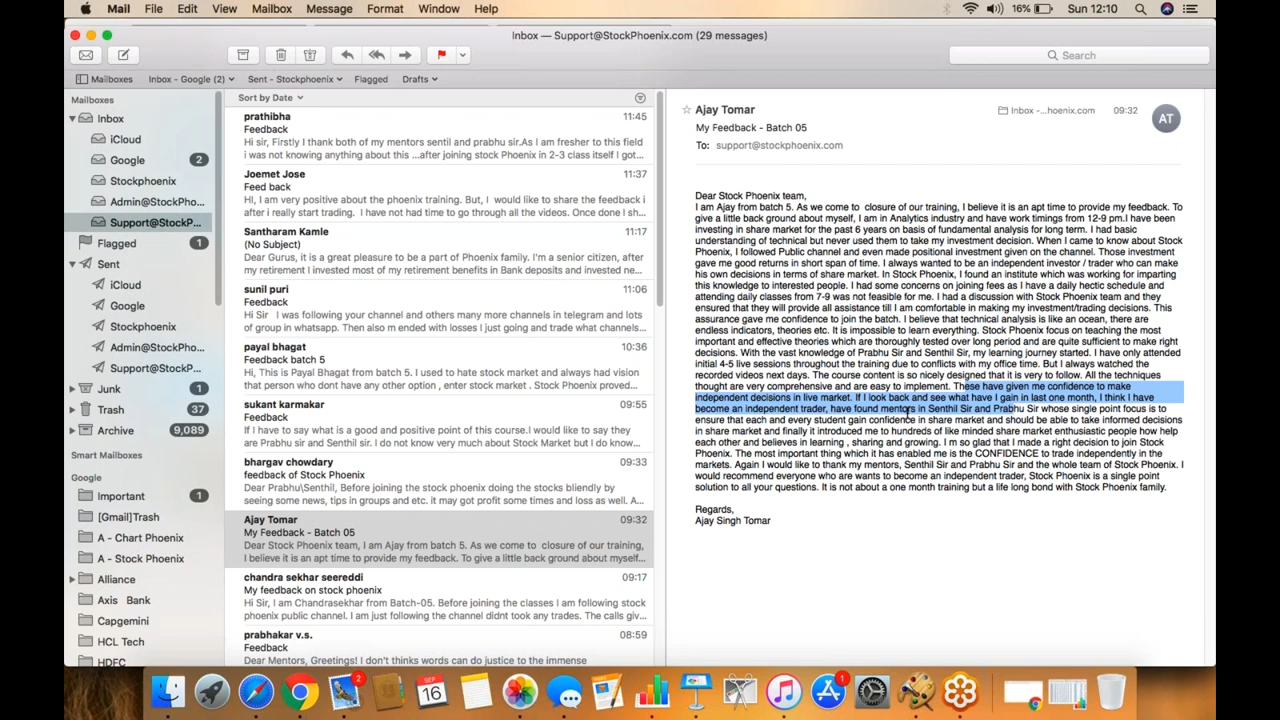 Mail File Edit View Mailbox Message Format Window Help 16% Sun 12:10
Inbox — Support@StockPhoenix.com (29 messages)
Search
Mailboxes Inbox - Google (2) Sent - Stockphoenix Flagged Drafts
Mailboxes
Inbox
iCloud
Google 2
Stockphoenix
Admin@StockPho...
Support@StockP...
Flagged 1
Sent
iCloud
Google
Stockphoenix
Admin@StockPho...
Support@StockP...
Junk 1
Trash 3
Archive 9,089
Smart Mailboxes
Google
Important 1
[Gmail]Trash
A - Chart Phoenix
A - Stock Phoenix
Alliance
Axis Bank
Capgemini
HCL Tech
HDFC
Sort by Date
prathibha 11:45
Feedback
Hi sir, Firstly I thank both of my mentors sentil and prabhu sir.As I am fresher to this field
i was not knowing anything about this ...after joining stock Phoenix in 2-3 class itself I got...
Joemet Jose 11:37
Feed back
HI, I am very positive about the phoenix training. But, I would like to share the feedback i
after i really start trading. I have not had time to go through all the videos. Once done I sh...
Santharam Kamle 11:17
(No Subject)
Dear Gurus, it is a great pleasure to be a part of Phoenix family. I'm a senior citizen, after
my retirement I invested most of my retirement benefits in Bank deposits and invested ne...
sunil puri 11:06
Feedback
Hi Sir I was following your channel and others many more channels in telegram and lots
of group in whatsapp. Then also m ended with losses I just going and trade what channels...
payal bhagat 10:36
Feedback batch 5
Hi, This is Payal Bhagat from batch 5. I used to hate stock market and always had vision
that person who dont have any other option , enter stock market : Stock Phoenix proved...
sukant karmakar 09:55
Feedback
If I have to say what is a good and positive point of this course.I would like to say they
are Prabhu sir and Senthil sir. I do not know very much about Stock Market but I do know...
bhargav chowdary 09:33
feedback of Stock Phoenix
Dear Prabhu\Senthil, Before joining the stock phoenix doing the stocks bliendly by
seeing some news, tips in groups and etc. it may got profit some times and loss as well. A...
Ajay Tomar 09:32
My Feedback - Batch 05
Dear Stock Phoenix team, I am Ajay from batch 5. As we come to closure of our training,
I believe it is an apt time to provide my feedback. To give a little back ground about myself...
chandra sekhar seereddi 09:17
My feedback on stock phoenix
Hi Sir, I am Chandrasekhar from Batch-05. Before joining the classes I am following stock
phoenix public channel. I am just following the channel didnt took any trades. The calls giv...
prabhakar v.s. 08:59
Feedback
Dear Mentors, Greetings! I don't thinks words can do justice to the immense
Ajay Tomar Inbox -...hoenix.com 09:32
AT
My Feedback - Batch 05
To: support@stockphoenix.com
Dear Stock Phoenix team,
I am Ajay from batch 5. As we come to closure of our training, I believe it is an apt time to provide my feedback. To
give a little back ground about myself, I am in Analytics industry and have work timings from 12-9 pm.I have been
investing in share market for the past 6 years on basis of fundamental analysis for long term. I had basic
understanding of technical but never used them to take my investment decision. When I came to know about Stock
Phoenix, I followed Public channel and even made positional investment given on the channel. Those investment
gave me good returns in short span of time. I always wanted to be an independent investor / trader who can make
his own decisions in terms of share market. In Stock Phoenix, I found an institute which was working for imparting
this knowledge to interested people. I had some concerns on joining fees as I have a daily hectic schedule and
attending daily classes from 7-9 was not feasible for me. I had a discussion with Stock Phoenix team and they
ensured that they will provide all assistance till I am comfortable in making my investment/trading decisions. The
assurance gave me confidence to join the batch. I believe that technical analysis is like an ocean, there are
endless indicators, theories etc. It is impossible to learn everything. Stock Phoenix focus on teaching the most
important and effective theories which are thoroughly tested over long period and are quite sufficient to make right
decisions. With the vast knowledge of Prabhu Sir and Senthil Sir, my learning journey started. I have only attended
initial 4-5 live sessions throughout the training due to conflicts with my office time. But I always watched the
recorded videos next days. The course content is so nicely designed that it is very to follow. All the techniques
thought are very comprehensive and are easy to implement. These have given me confidence to make
independent decisions in live market. If I look back and see what have I gain in last one month, I think I have
become an independent trader, have found mentors in Senthil Sir and Prabhu Sir whose single point focus is to
ensure that each and every student gain confidence in share market and should be able to take informed decisions
in share market and finally it introduced me to hundreds of like minded share market enthusiastic people how help
each other and believes in learning , sharing and growing. I m so glad that I made a right decision to join Stock
Phoenix. The most important thing which it has enabled me is the CONFIDENCE to trade independently in the
markets. Again I would like to thank my mentors, Senthil Sir and Prabhu Sir and the whole team of Stock Phoenix. I
would recommend everyone who are wants to become an independent trader, Stock Phoenix is a single point
solution to all your questions. It is not about a one month training but a life long bond with Stock Phoenix family.
Regards,
Ajay Singh Tomar
2
SEP
16
1